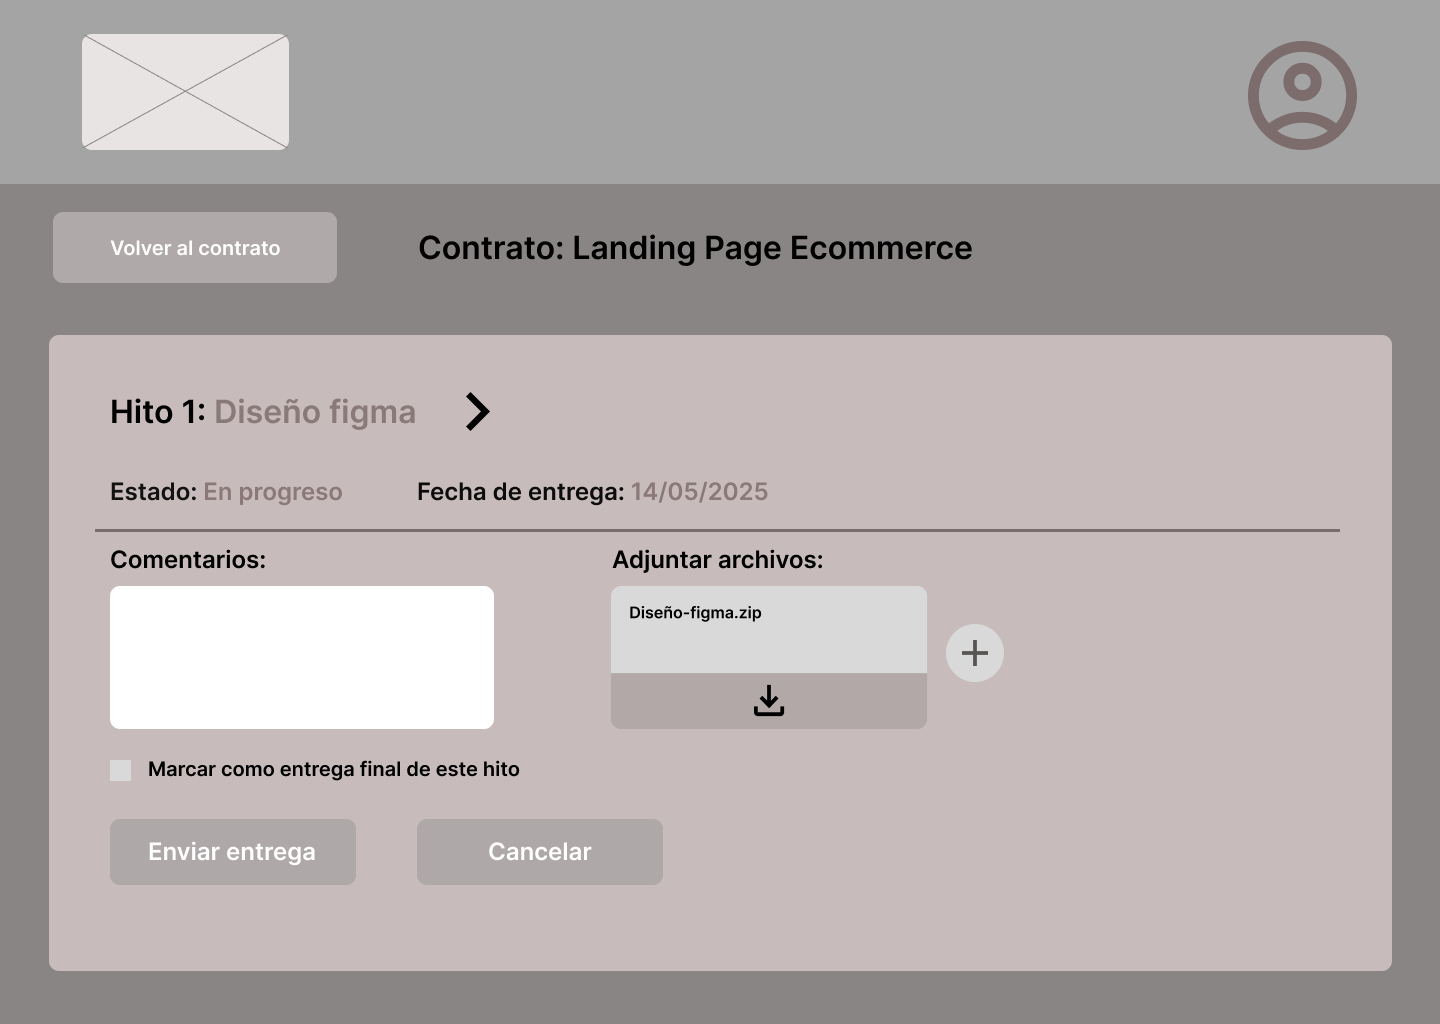 Volver al contrato
Contrato: Landing Page Ecommerce
Hito 1: Diseño figma
Estado: En progreso
Fecha de entrega: 14/05/2025
Comentarios:
Adjuntar archivos:
Diseño-figma.zip
Marcar como entrega final de este hito
Enviar entrega
Cancelar